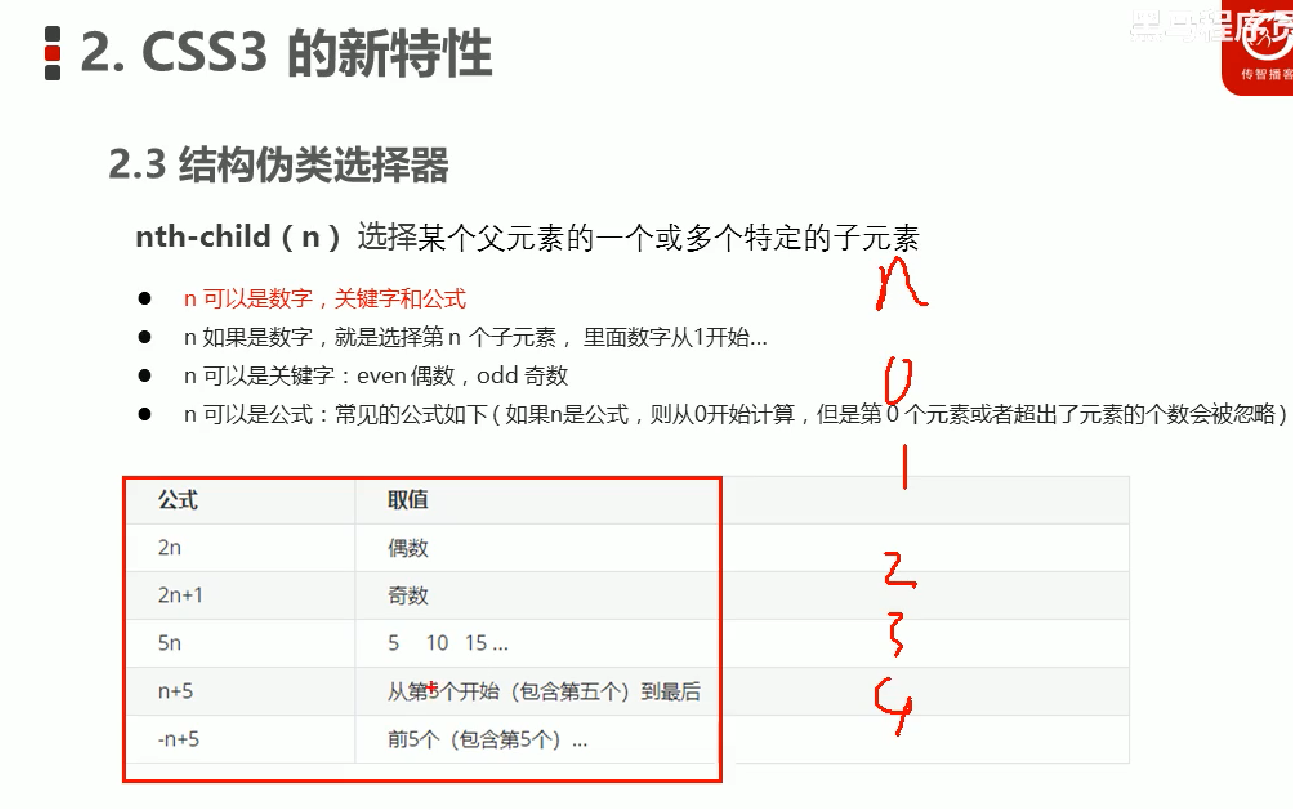 黑马程序员
2. CSS3 的新特性
传智播客
2.3 结构伪类选择器
nth-child（n） 选择某个父元素的一个或多个特定的子元素
n
● n 可以是数字，关键字和公式
● n 如果是数字，就是选择第 n 个子元素， 里面数字从1开始…
● n 可以是关键字：even 偶数，odd 奇数
0
● n 可以是公式：常见的公式如下 ( 如果n是公式，则从0开始计算，但是第 0 个元素或者超出了元素的个数会被忽略 )
1
公式 取值
2n 偶数
2
2n+1 奇数
5n 5 10 15 ...
3
n+5 从第5个开始（包含第五个）到最后
4
-n+5 前5个（包含第5个）...